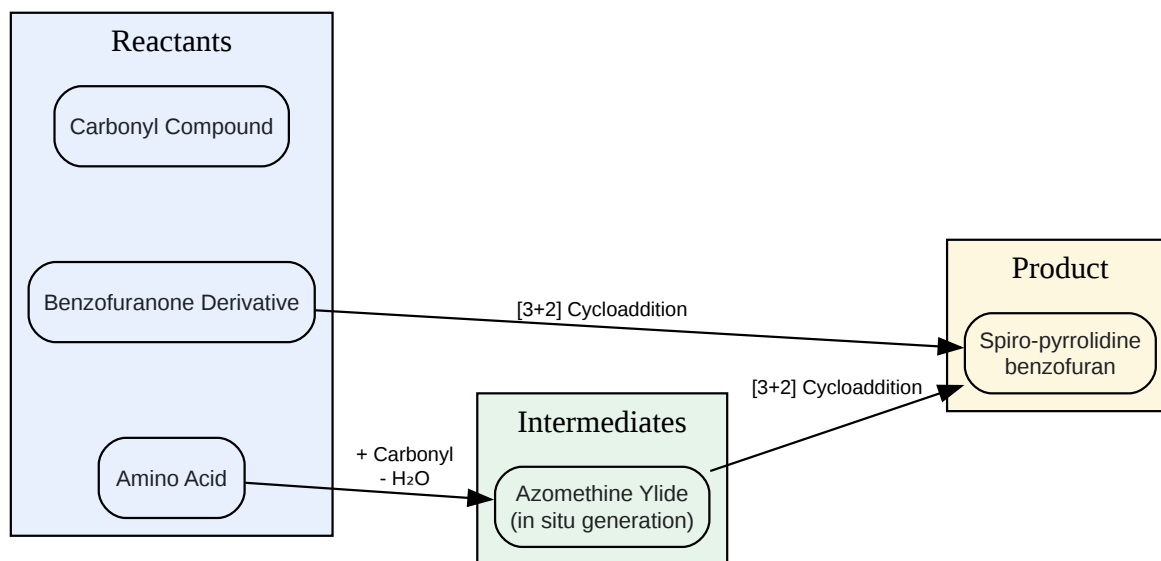 Reactants
Carbonyl Compound
Benzofuranone Derivative
Amino Acid
[3+2] Cycloaddition
+ Carbonyl
- H₂O
Intermediates
Azomethine Ylide
(in situ generation)
[3+2] Cycloaddition
Product
Spiro-pyrrolidine
benzofuran